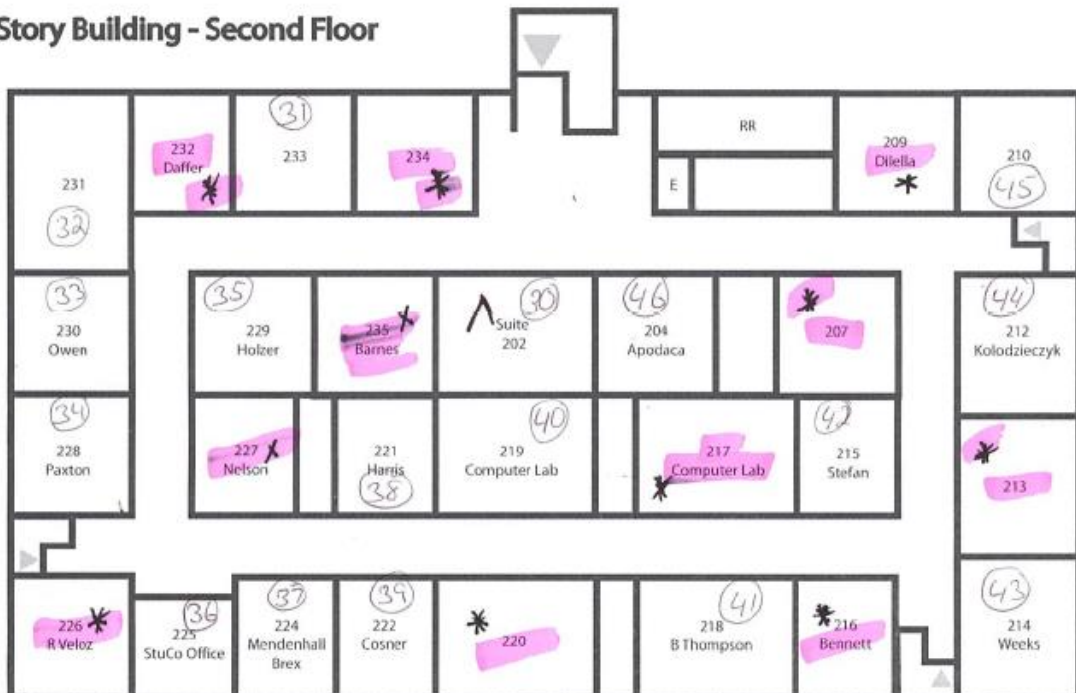 Story Building - Second Floor
31
RR
232
Daffer
233
234
209
Dilella
210
E
45
231
32
33
35
30
46
44
230
Owen
229
Holzer
235
Barnes
Suite
202
204
Apodaca
207
212
Kolodzieczyk
34
40
42
228
Paxton
227
Nelson
221
Harris
38
219
Computer Lab
217
Computer Lab
215
Stefan
213
36
37
39
41
43
226
R Veloz
225
StuCo Office
224
Mendenhall
Brex
222
Cosner
220
218
B Thompson
216
Bennett
214
Weeks